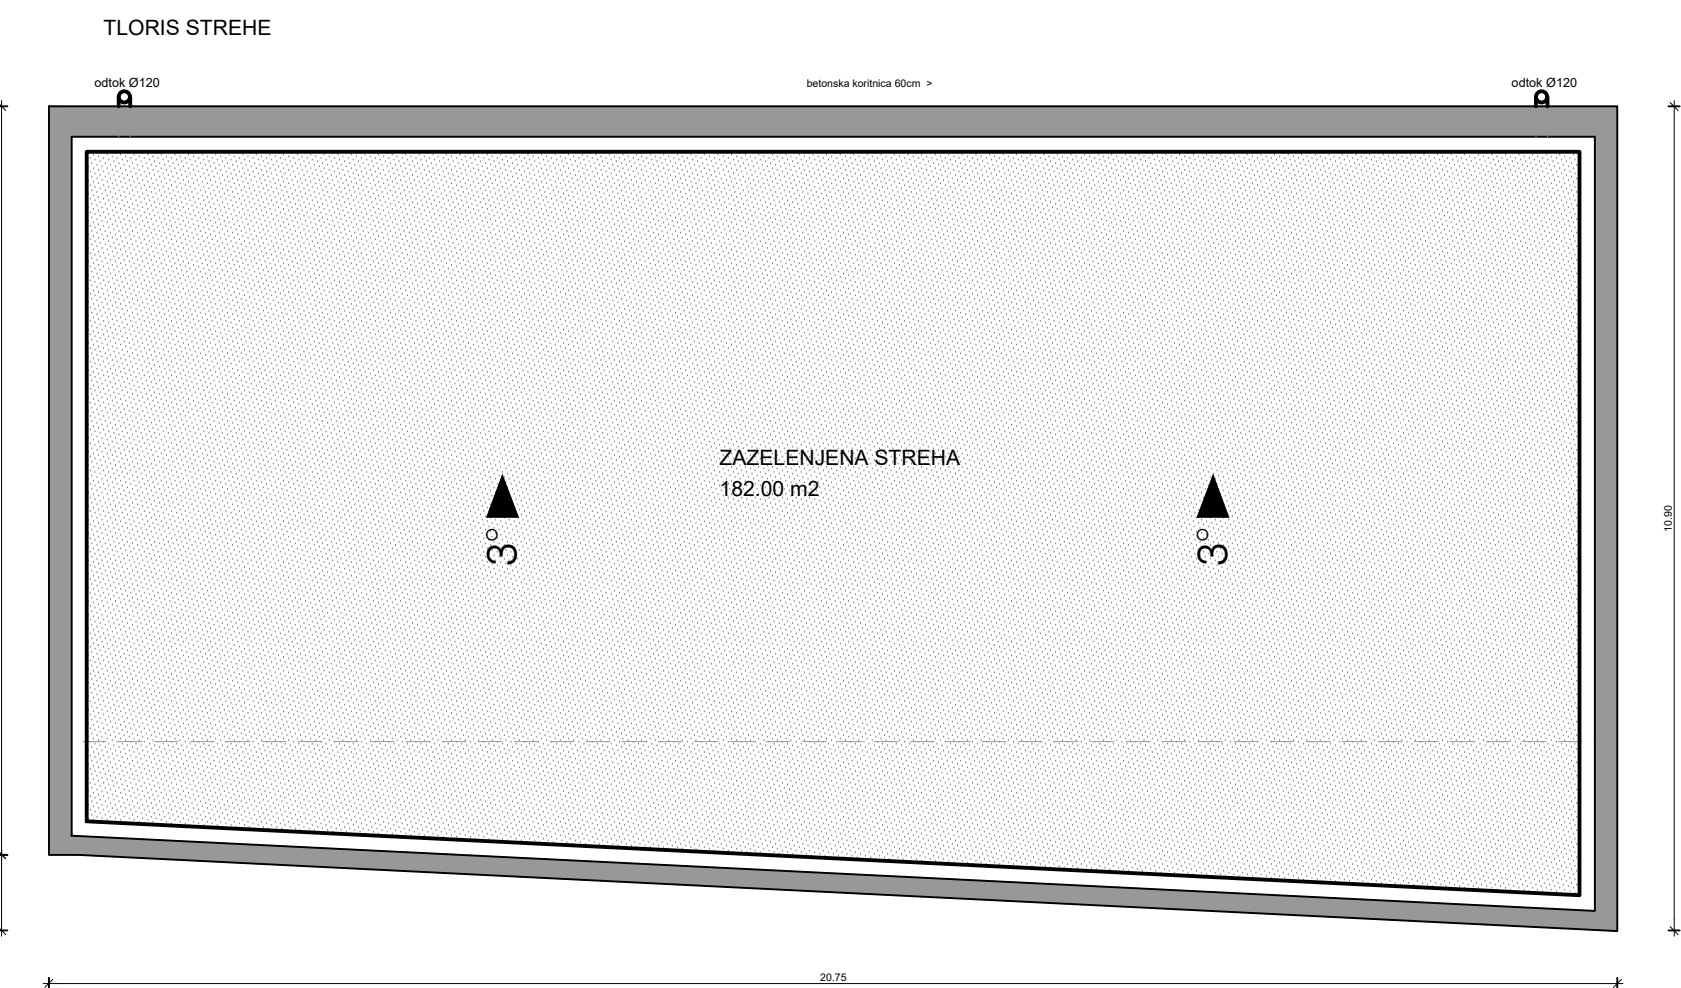 TLORIS STREHE
odtok Ø120
betonska koritnica 60cm >
odtok Ø120
ZAZELENJENA STREHA
182.00 m2
3°
3°
10.90
20.75